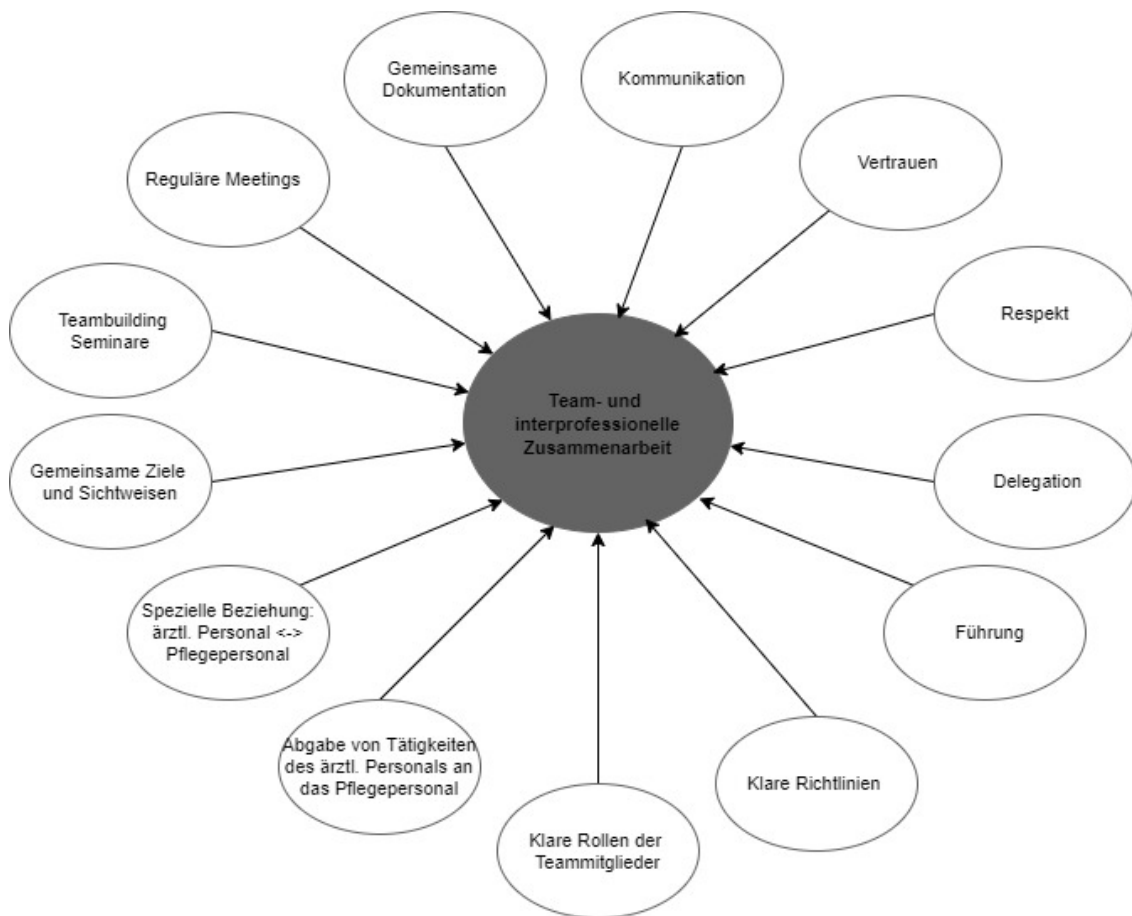 Gemeinsame
Dokumentation
Kommunikation
Vertrauen
Reguläre Meetings
Respekt
Teambuilding
Seminare
Team- und
interprofessionelle
Zusammenarbeit
Gemeinsame Ziele
und Sichtweisen
Delegation
Spezielle Beziehung:
ärztl. Personal <->
Pflegepersonal
Führung
Abgabe von Tätigkeiten
des ärztl. Personals an
das Pflegepersonal
Klare Richtlinien
Klare Rollen der
Teammitglieder